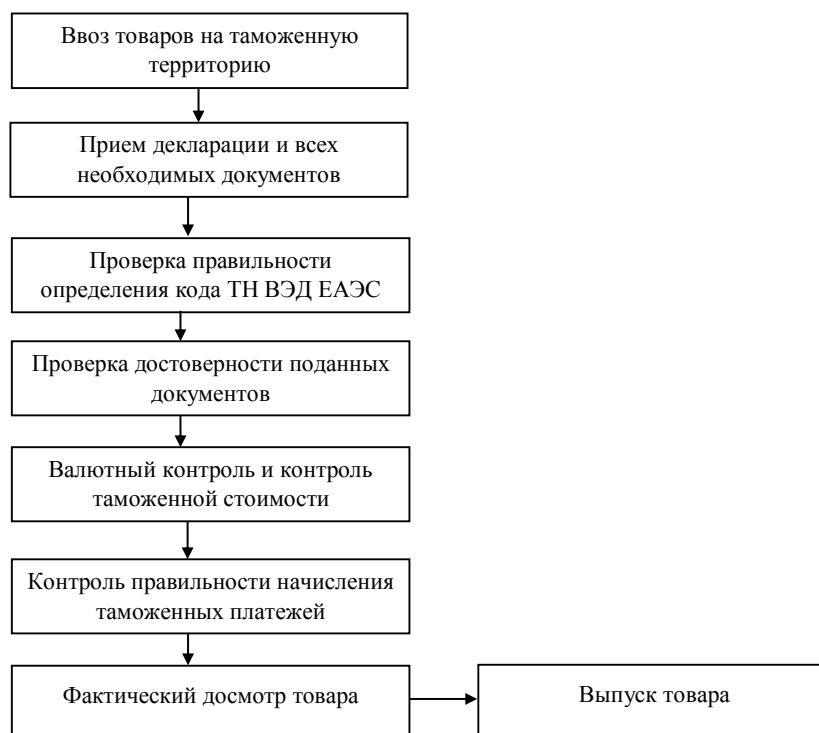 Ввоз товаров на таможенную
территорию
Прием декларации и всех
необходимых документов
Проверка правильности
определения кода ТН ВЭД ЕАЭС
Проверка достоверности поданных
документов
Валютный контроль и контроль
таможенной стоимости
Контроль правильности начисления
таможенных платежей
Фактический досмотр товара
Выпуск товара